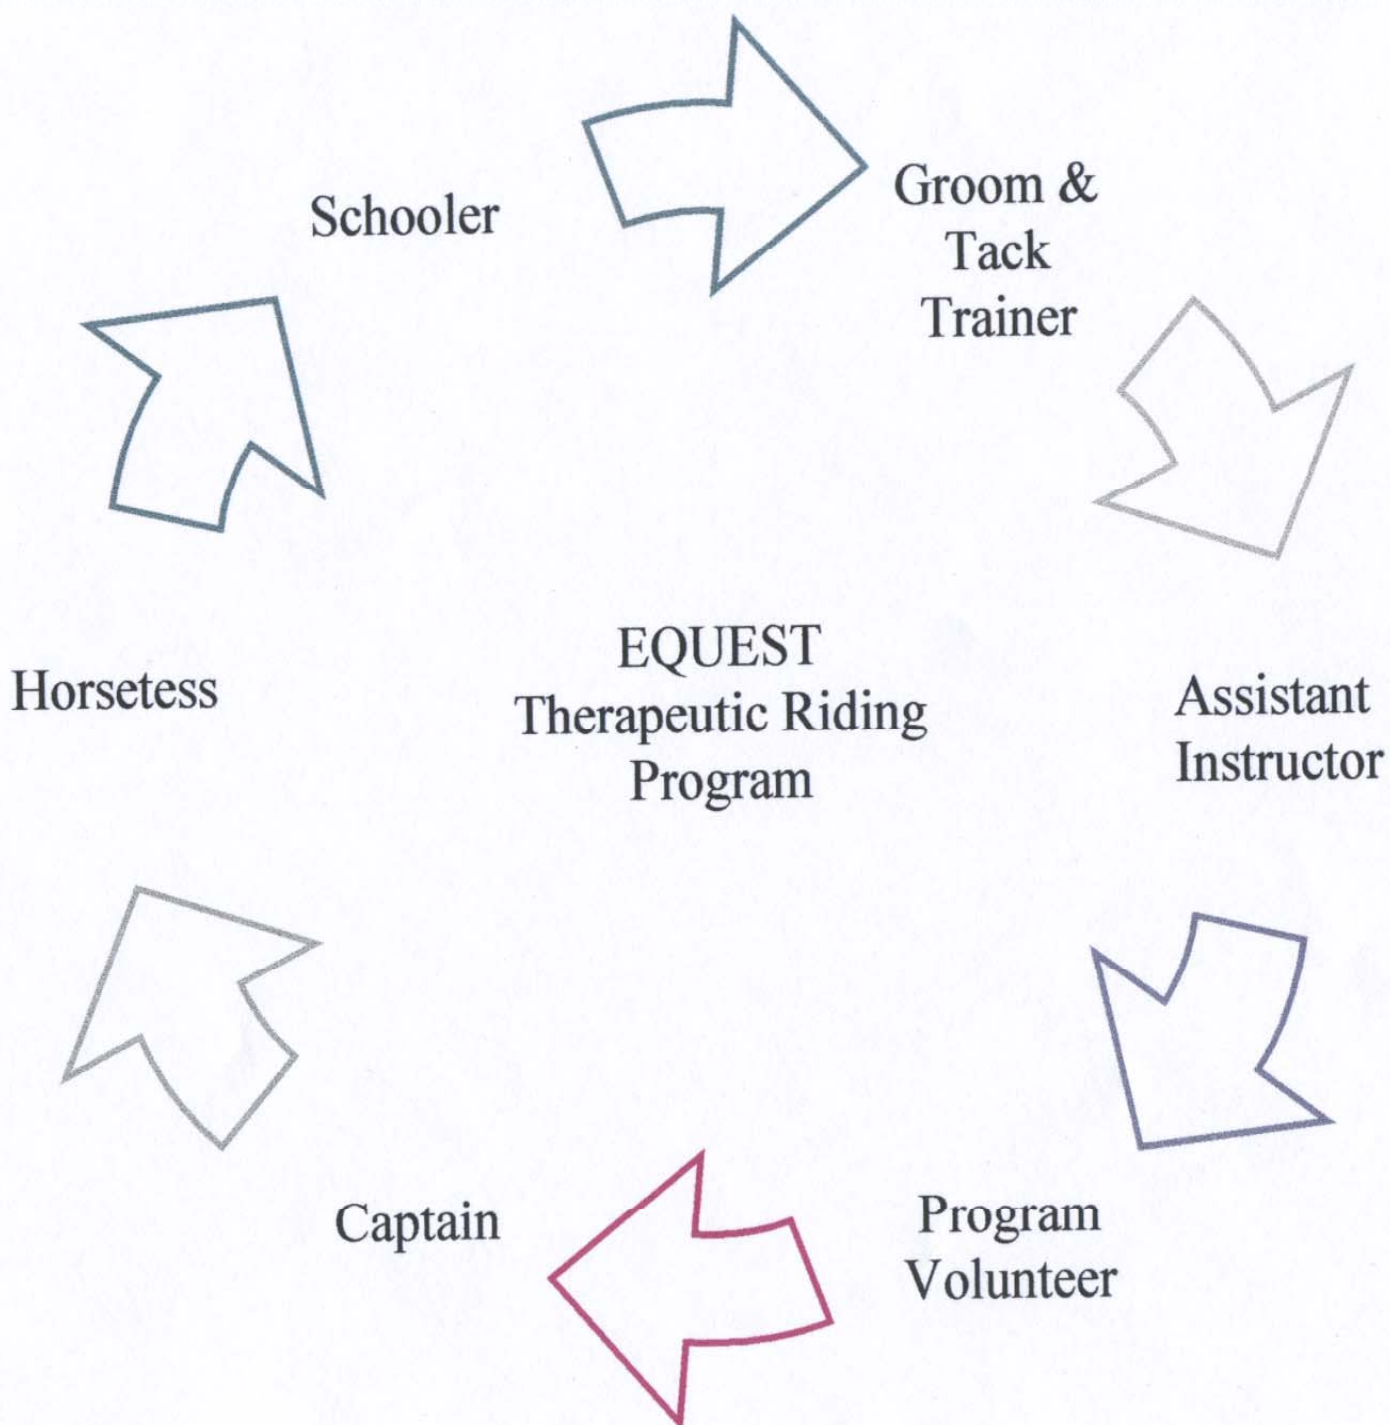 Schooler
Groom &
Tack
Trainer
Horsetess
EQUEST
Therapeutic Riding
Program
Assistant
Instructor
Captain
Program
Volunteer